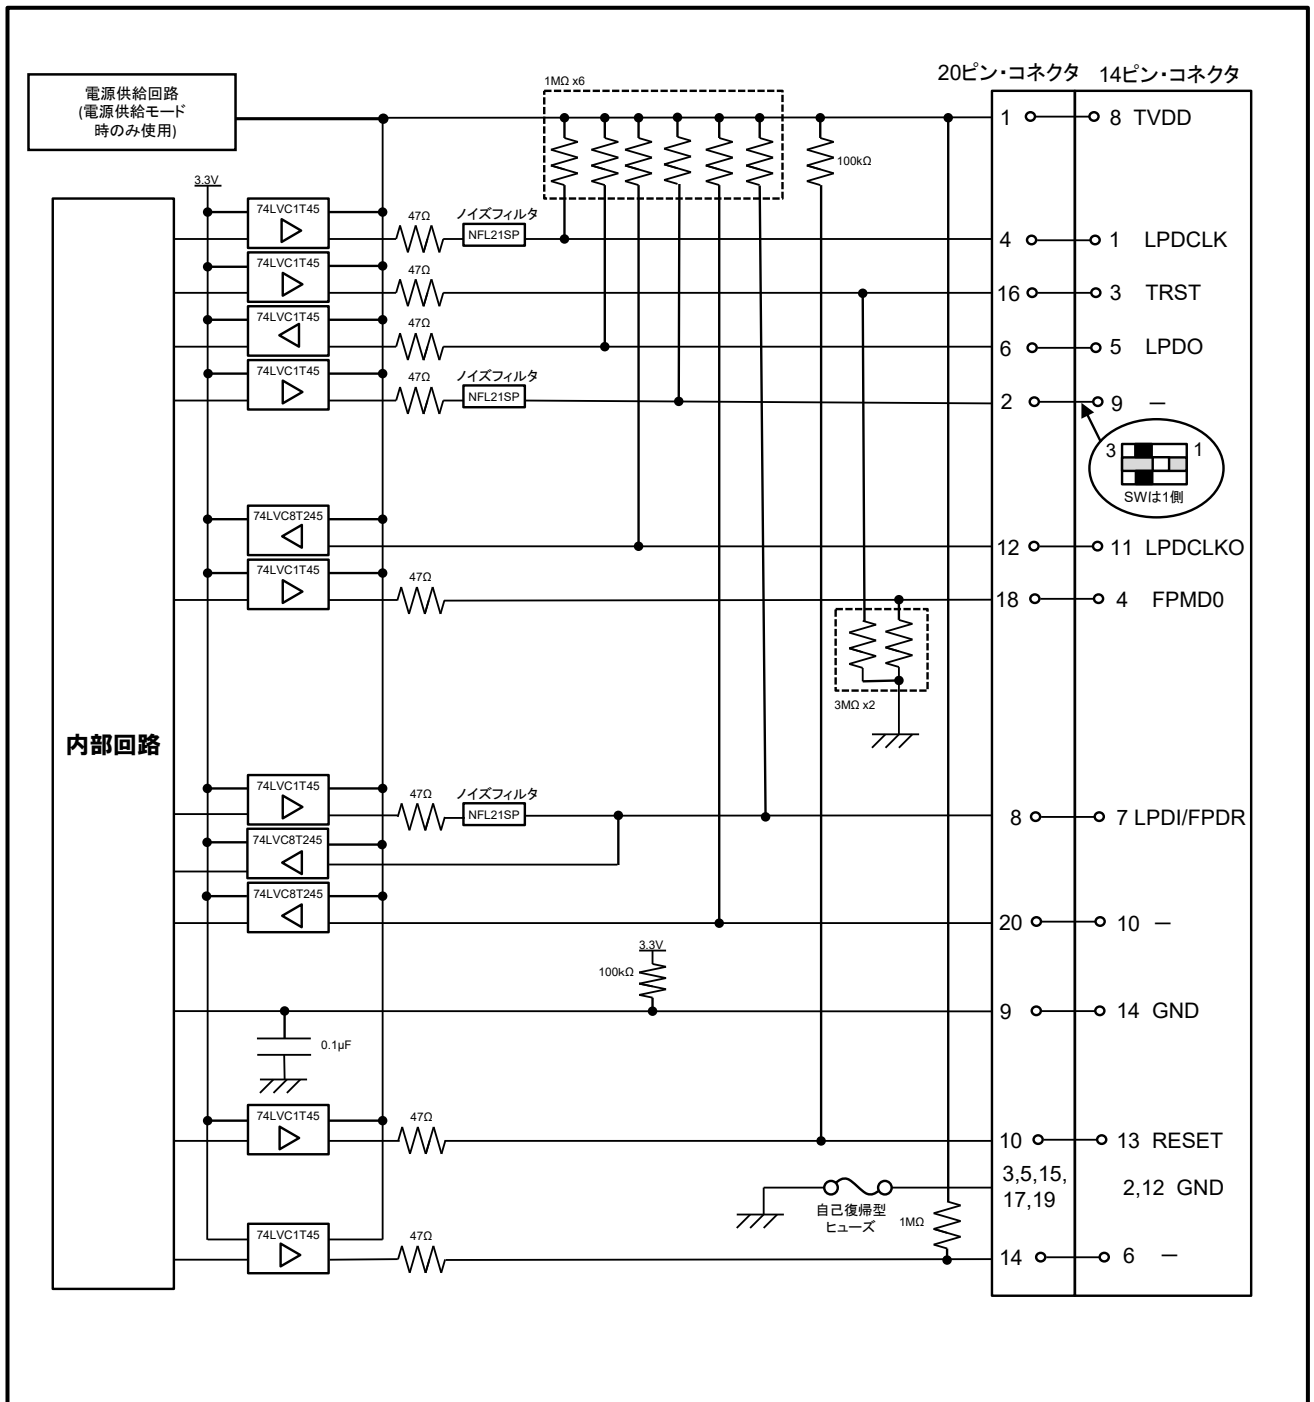 20ピン・コネクタ 14ピン・コネクタ
電源供給回路
(電源供給モード
時のみ使用)
1MΩ x6
1 8 TVDD
100kΩ
3.3V
74LVC1T45
47Ω
ノイズフィルタ
NFL21SP
4 1 LPDCLK
74LVC1T45
47Ω
16 3 TRST
74LVC1T45
47Ω
6 5 LPDO
74LVC1T45
47Ω
ノイズフィルタ
NFL21SP
2 9 －
3 1
SWは1側
74LVC8T245
12 11 LPDCLKO
74LVC1T45
47Ω
18 4 FPMD0
3MΩ x2
内部回路
74LVC1T45
47Ω
ノイズフィルタ
NFL21SP
8 7 LPDI/FPDR
74LVC8T245
74LVC8T245
20 10 －
3.3V
100kΩ
9 14 GND
0.1µF
74LVC1T45
47Ω
10 13 RESET
3,5,15,
17,19
2,12 GND
自己復帰型
ヒューズ
1MΩ
74LVC1T45
47Ω
14 6 －